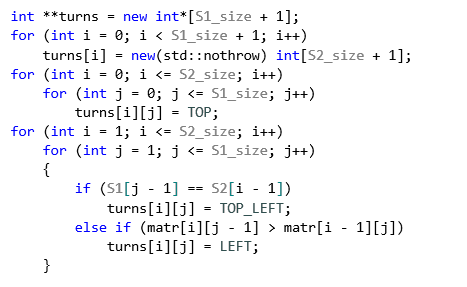 int **turns = new int*[S1_size + 1];
for (int i = 0; i < S1_size + 1; i++)
    turns[i] = new(std::nothrow) int[S2_size + 1];
for (int i = 0; i <= S2_size; i++)
    for (int j = 0; j <= S1_size; j++)
        turns[i][j] = TOP;
for (int i = 1; i <= S2_size; i++)
    for (int j = 1; j <= S1_size; j++)
    {
        if (S1[j - 1] == S2[i - 1])
            turns[i][j] = TOP_LEFT;
        else if (matr[i][j - 1] > matr[i - 1][j])
            turns[i][j] = LEFT;
    }